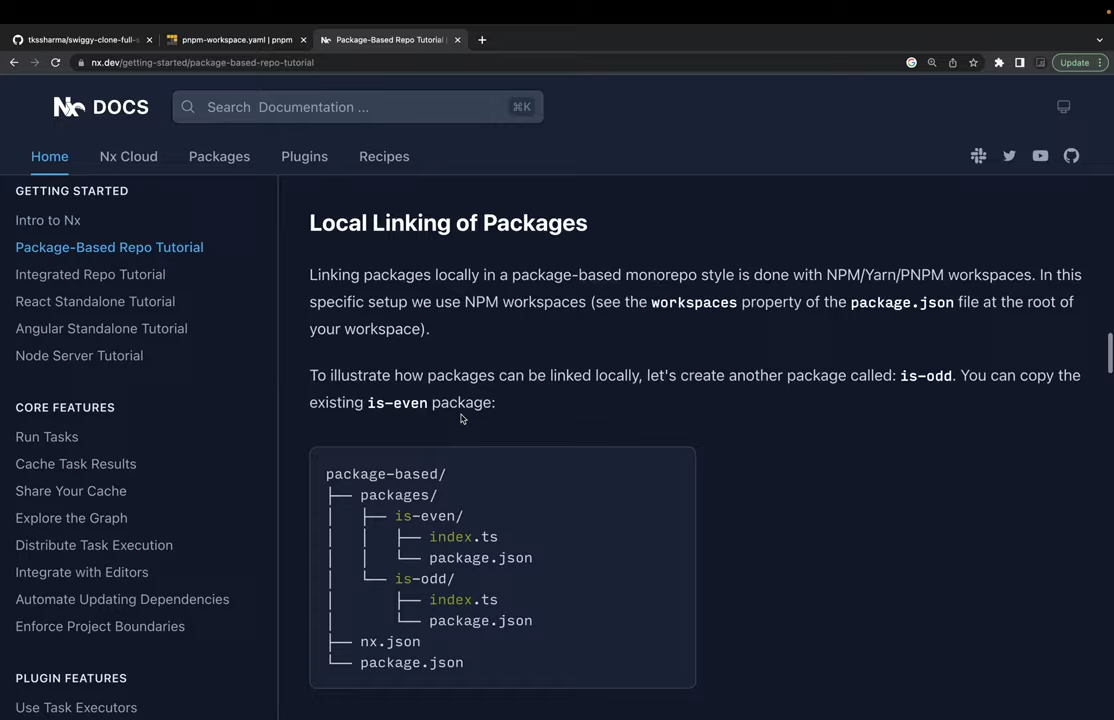 tkssharma/swiggy-clone-full-s
pnpm-workspace.yaml | pnpm
Package-Based Repo Tutorial |
nx.dev/getting-started/package-based-repo-tutorial
Update
Nx DOCS
Search Documentation ...
⌘K
Home
Nx Cloud
Packages
Plugins
Recipes
GETTING STARTED
Intro to Nx
Package-Based Repo Tutorial
Integrated Repo Tutorial
React Standalone Tutorial
Angular Standalone Tutorial
Node Server Tutorial
CORE FEATURES
Run Tasks
Cache Task Results
Share Your Cache
Explore the Graph
Distribute Task Execution
Integrate with Editors
Automate Updating Dependencies
Enforce Project Boundaries
PLUGIN FEATURES
Use Task Executors
Local Linking of Packages
Linking packages locally in a package-based monorepo style is done with NPM/Yarn/PNPM workspaces. In this
specific setup we use NPM workspaces (see the workspaces property of the package.json file at the root of
your workspace).
To illustrate how packages can be linked locally, let's create another package called: is-odd. You can copy the
existing is-even package:
package-based/
├── packages/
│   ├── is-even/
│   │   ├── index.ts
│   │   └── package.json
│   └── is-odd/
│       ├── index.ts
│       └── package.json
├── nx.json
└── package.json